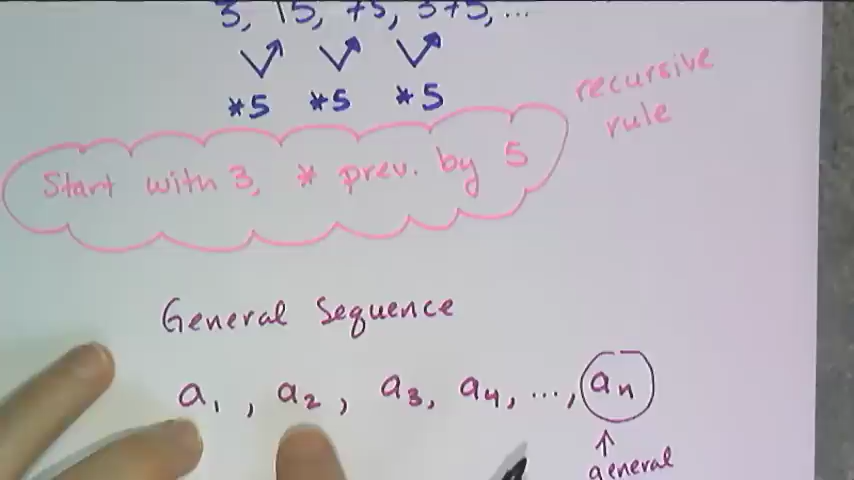 3, 15, 75, 375, ...
*5 *5 *5
recursive
rule
Start with 3, * prev. by 5
General Sequence
a1, a2, a3, a4, ..., an
↑
general